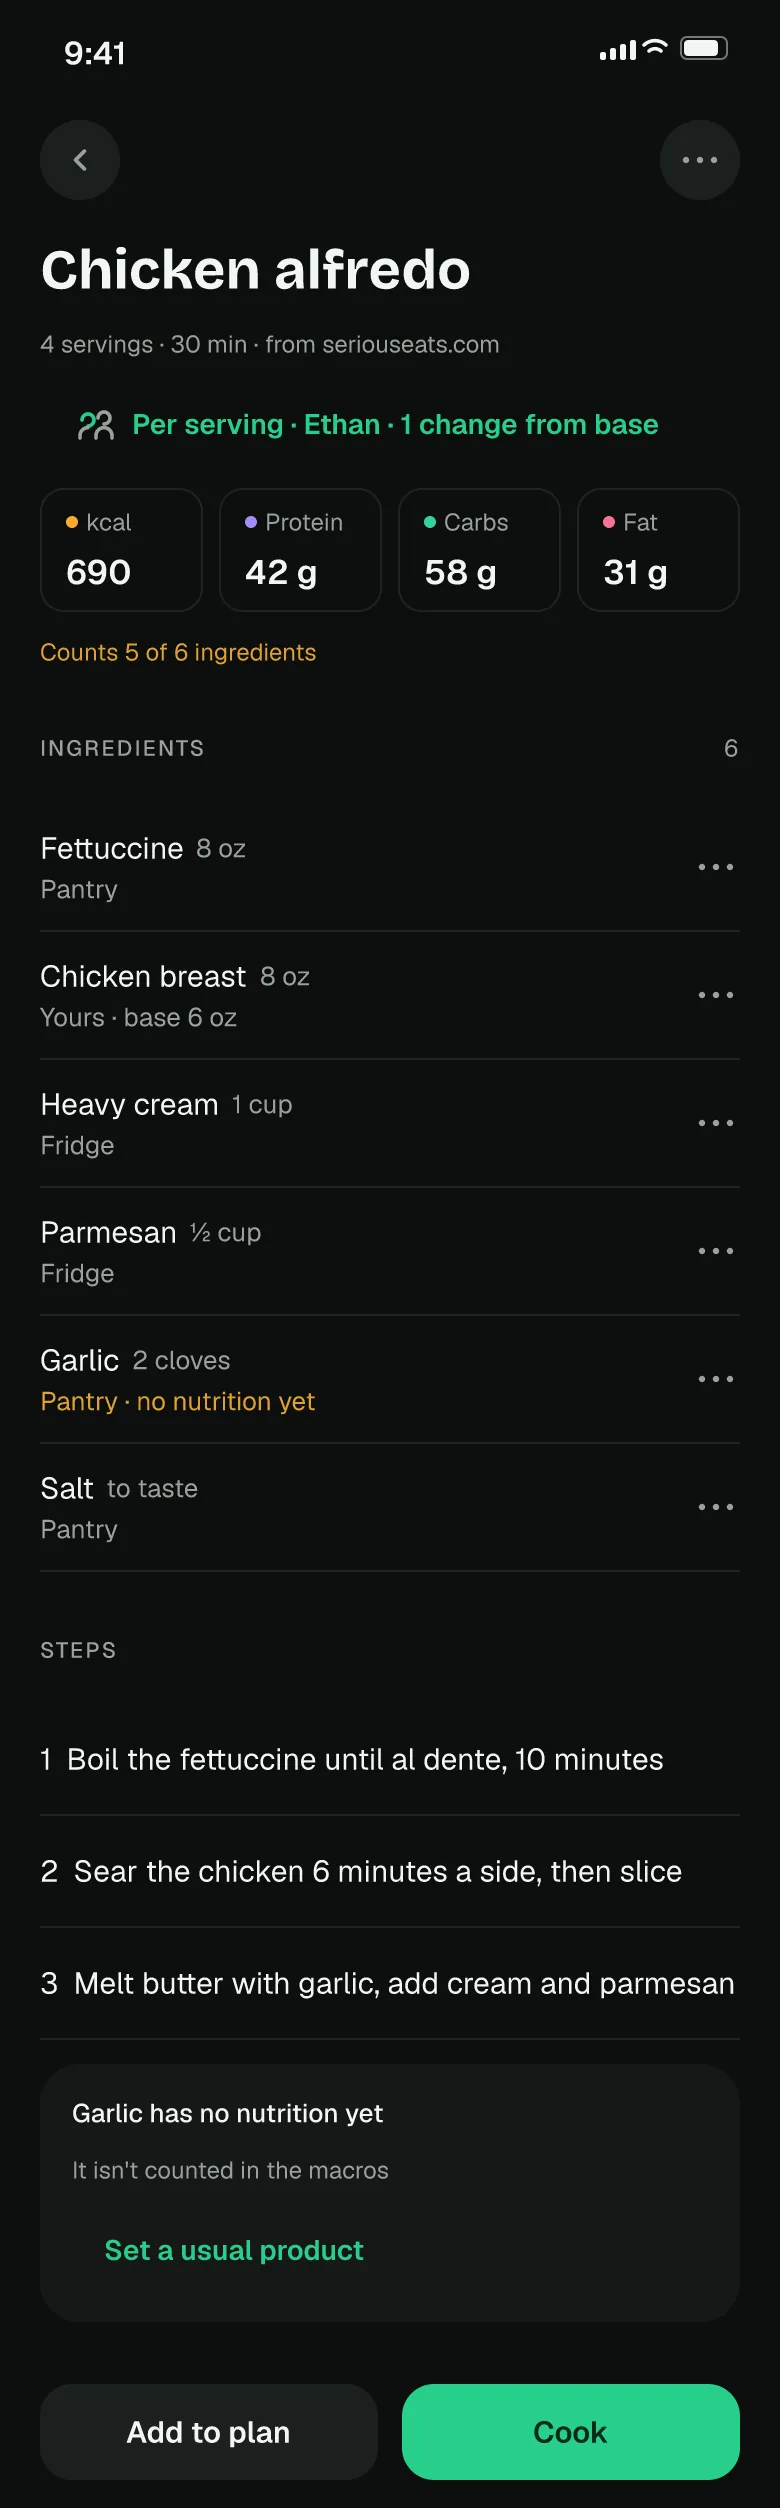 9:41
Chicken alfredo
4 servings · 30 min · from seriouseats.com
Per serving · Ethan · 1 change from base
kcal Protein Carbs Fat
690 42 g 58 g 31 g
Counts 5 of 6 ingredients
INGREDIENTS 6
Fettuccine 8 oz
Pantry
Chicken breast 8 oz
Yours · base 6 oz
Heavy cream 1 cup
Fridge
Parmesan ½ cup
Fridge
Garlic 2 cloves
Pantry · no nutrition yet
Salt to taste
Pantry
STEPS
1 Boil the fettuccine until al dente, 10 minutes
2 Sear the chicken 6 minutes a side, then slice
3 Melt butter with garlic, add cream and parmesan
Garlic has no nutrition yet
It isn't counted in the macros
Set a usual product
Add to plan Cook